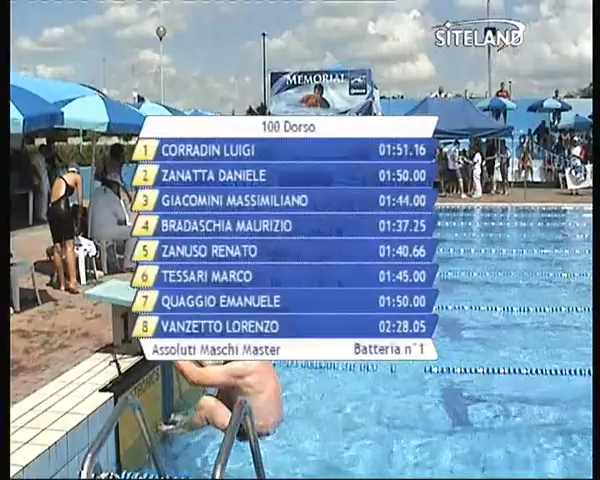 SITELAND
MEMORIAL
100 Dorso
1 CORRADIN LUIGI 01:51.16
2 ZANATTA DANIELE 01:50.00
3 GIACOMINI MASSIMILIANO 01:44.00
4 BRADASCHIA MAURIZIO 01:37.25
5 ZANUSO RENATO 01:40.66
6 TESSARI MARCO 01:45.00
7 QUAGGIO EMANUELE 01:50.00
8 VANZETTO LORENZO 02:28.05
Assoluti Maschi Master Batteria n°1